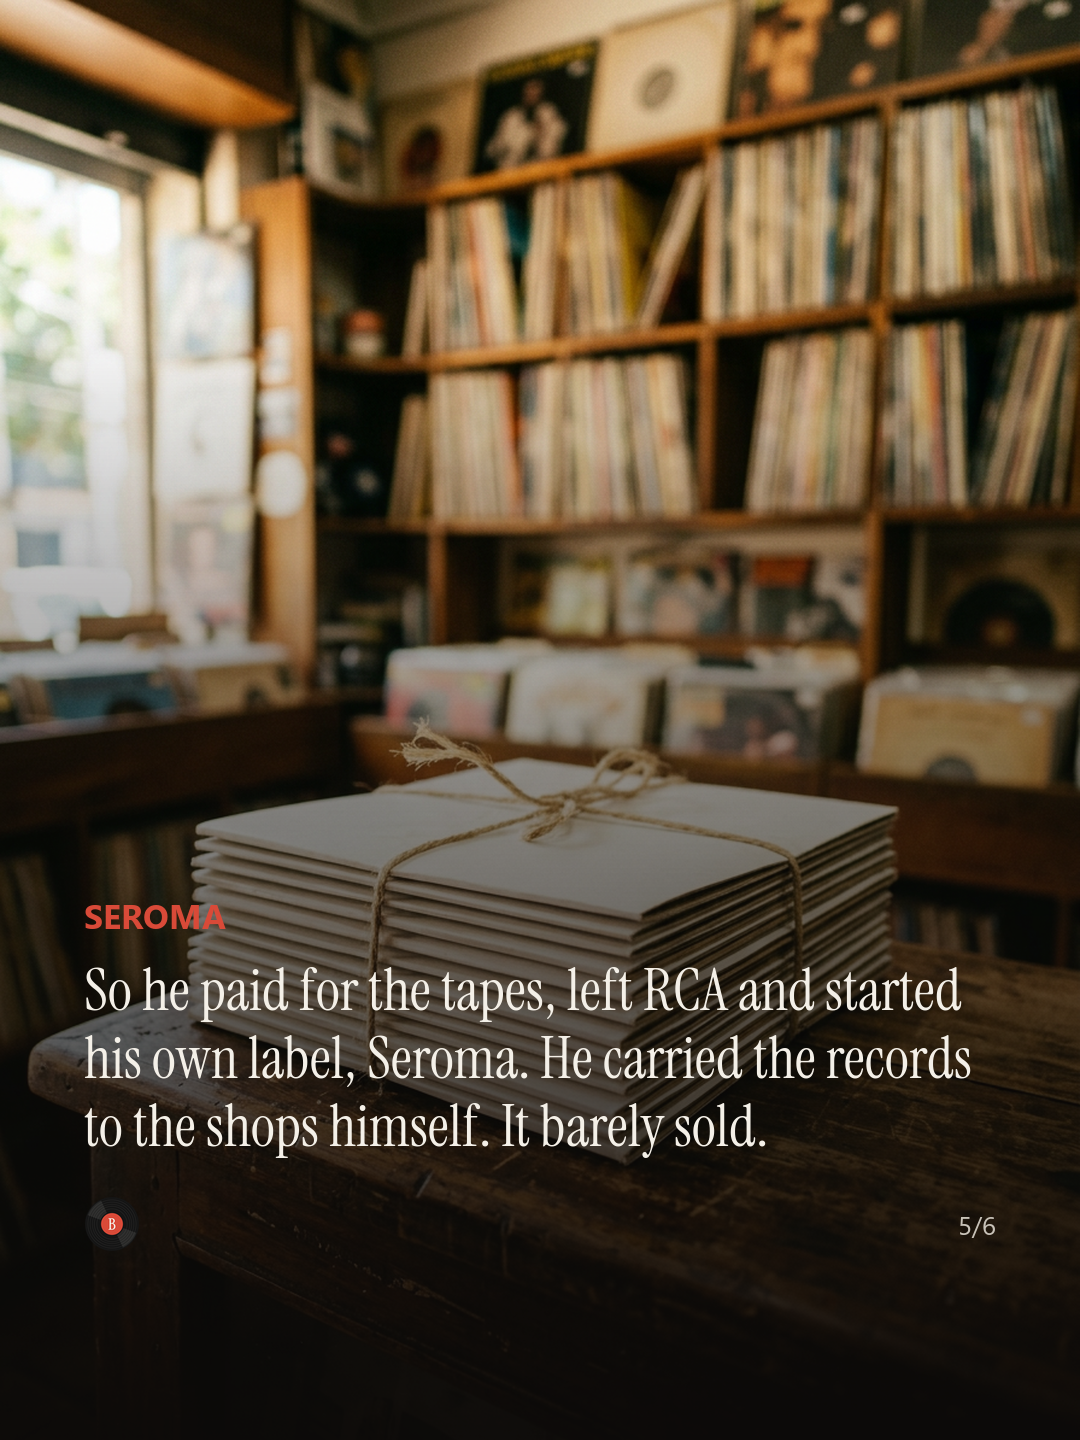 SEROMA
So he paid for the tapes, left RCA and started
his own label, Seroma. He carried the records
to the shops himself. It barely sold.
B
5/6